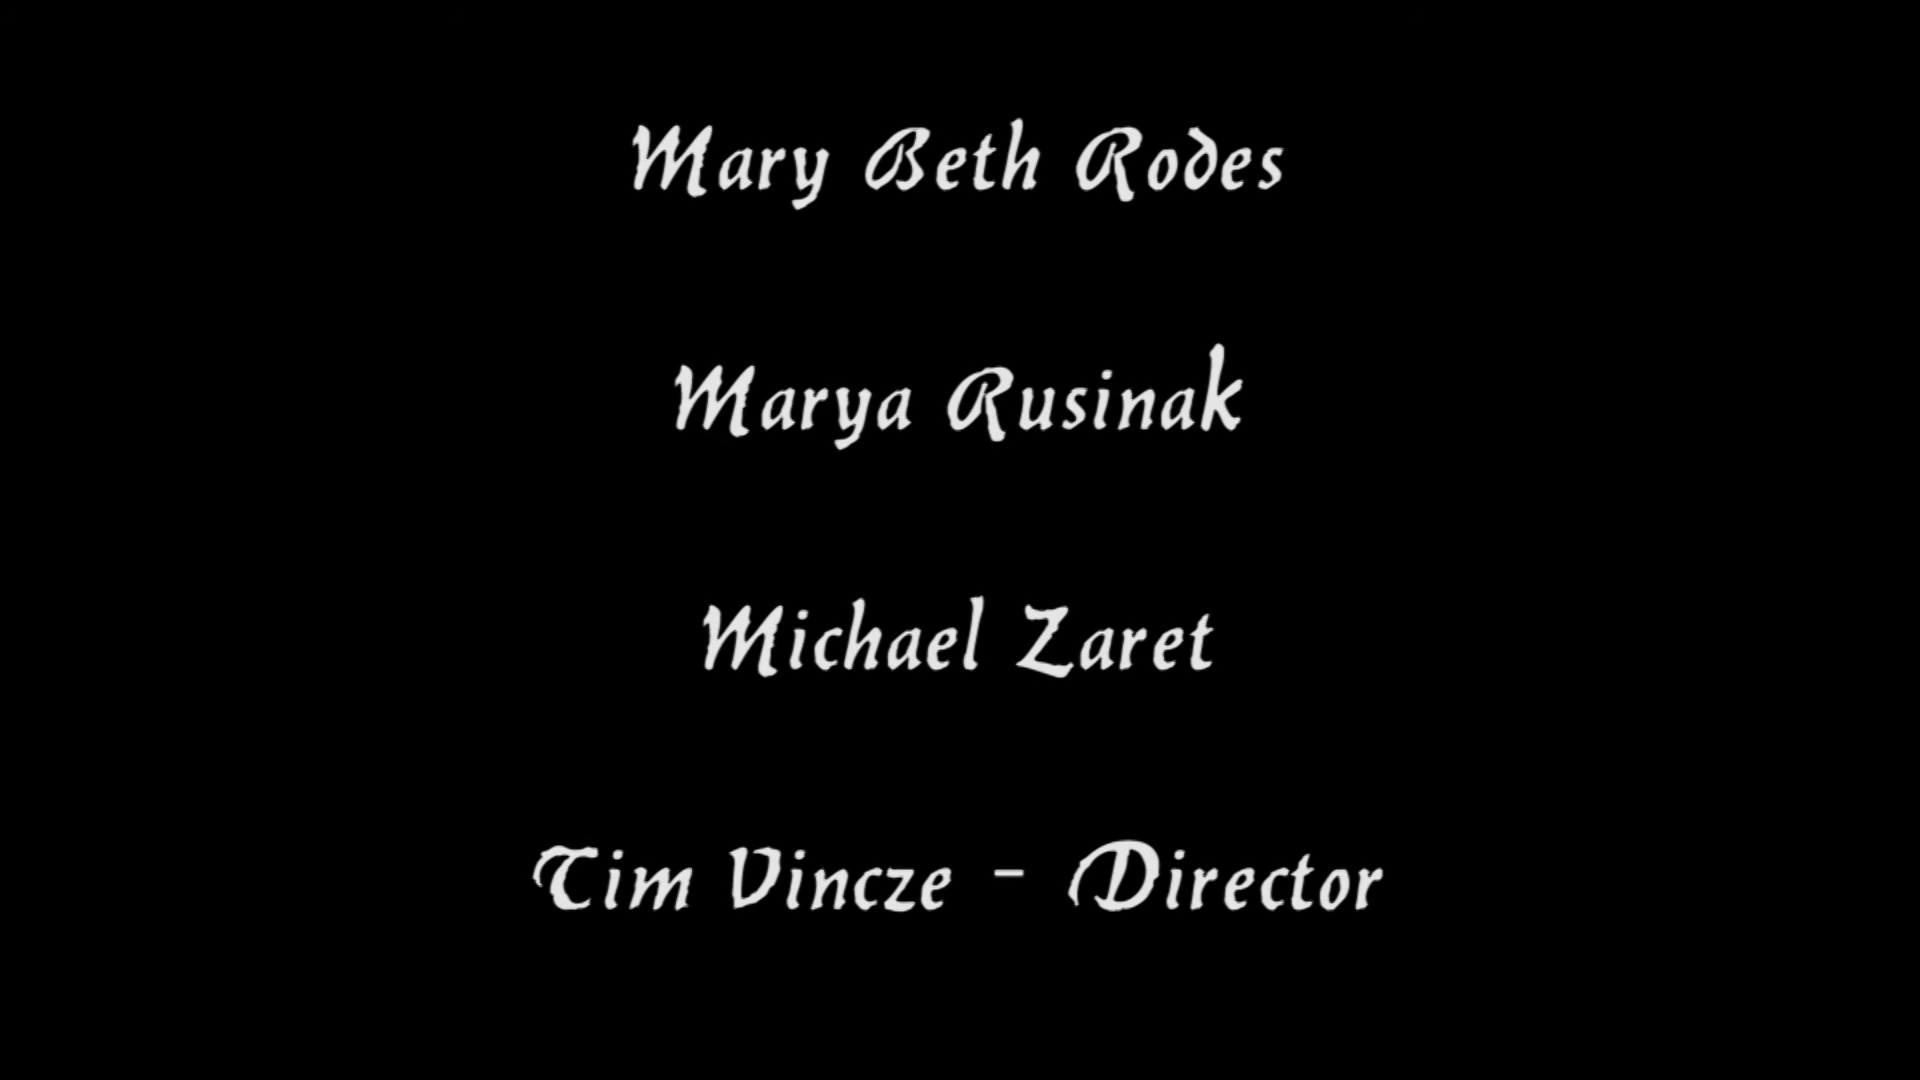 Mary Beth Rodes
Marya Rusinak
Michael Zaret
Tim Vincze - Director